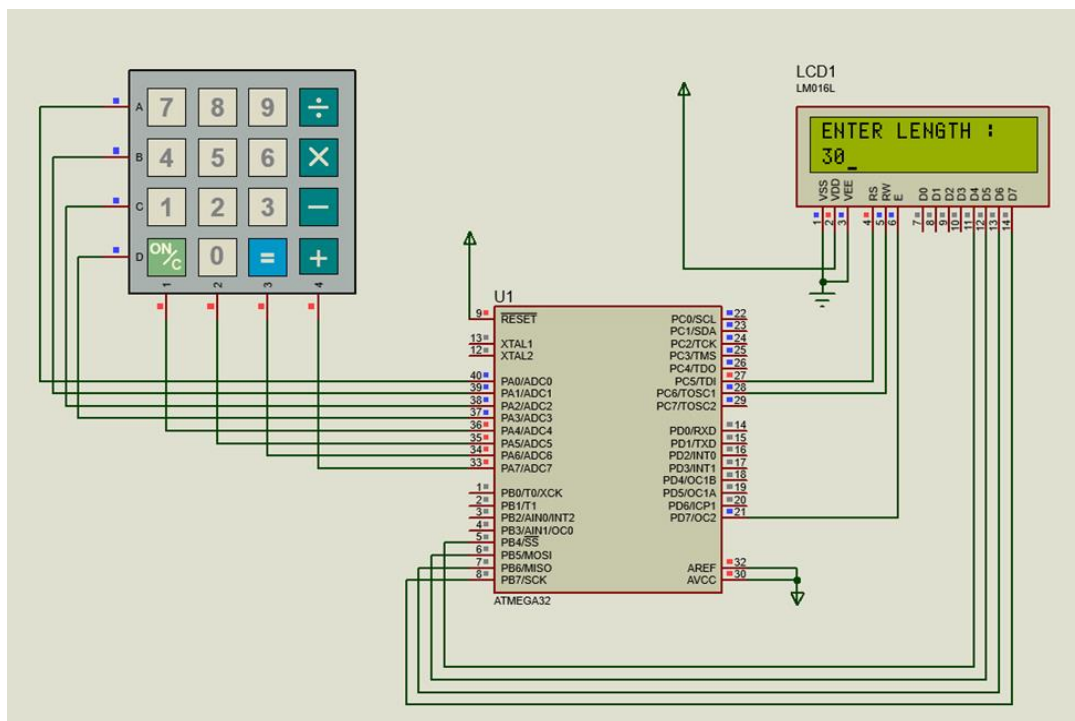 LCD1
LM016L
ENTER LENGTH :
30_
VSS
VDD
VEE
RS
RW
E
D0
D1
D2
D3
D4
D5
D6
D7
1
2
3
4
5
6
7
8
9
10
11
12
13
14
A
7
8
9
÷
B
4
5
6
×
C
1
2
3
−
D
ON/C
0
=
+
1
2
3
4
U1
9 RESET
13 XTAL1
12 XTAL2
40 PA0/ADC0
39 PA1/ADC1
38 PA2/ADC2
37 PA3/ADC3
36 PA4/ADC4
35 PA5/ADC5
34 PA6/ADC6
33 PA7/ADC7
1 PB0/T0/XCK
2 PB1/T1
3 PB2/AIN0/INT2
4 PB3/AIN1/OC0
5 PB4/SS
6 PB5/MOSI
7 PB6/MISO
8 PB7/SCK
PC0/SCL 22
PC1/SDA 23
PC2/TCK 24
PC3/TMS 25
PC4/TDO 26
PC5/TDI 27
PC6/TOSC1 28
PC7/TOSC2 29
PD0/RXD 14
PD1/TXD 15
PD2/INT0 16
PD3/INT1 17
PD4/OC1B 18
PD5/OC1A 19
PD6/ICP1 20
PD7/OC2 21
AREF 32
AVCC 30
ATMEGA32